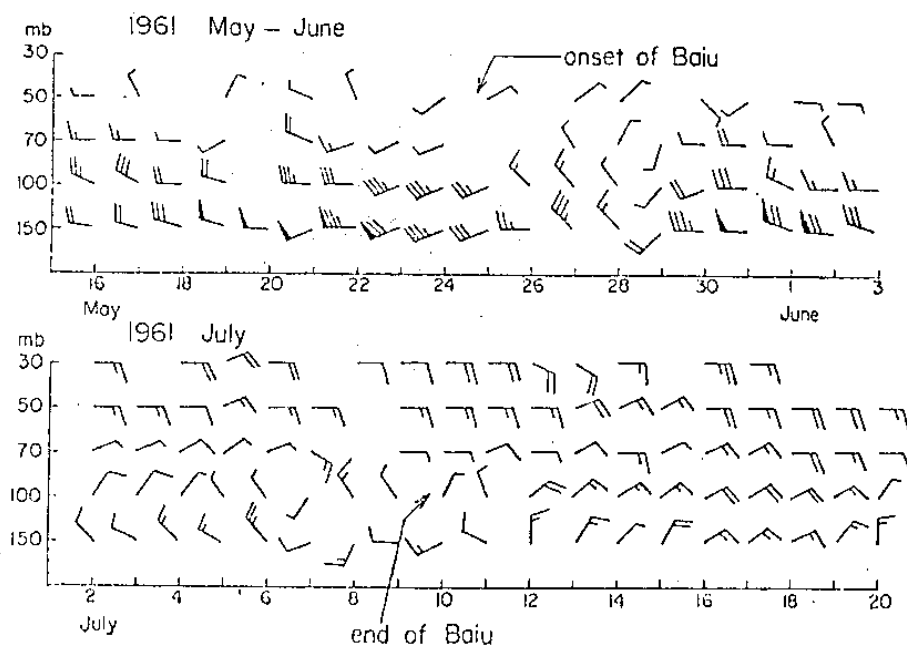 1961 May – June
mb
30
50
70
100
150
onset of Baiu
16 18 20 22 24 26 28 30 1 3
May June
1961 July
mb
30
50
70
100
150
2 4 6 8 10 12 14 16 18 20
July
end of Baiu